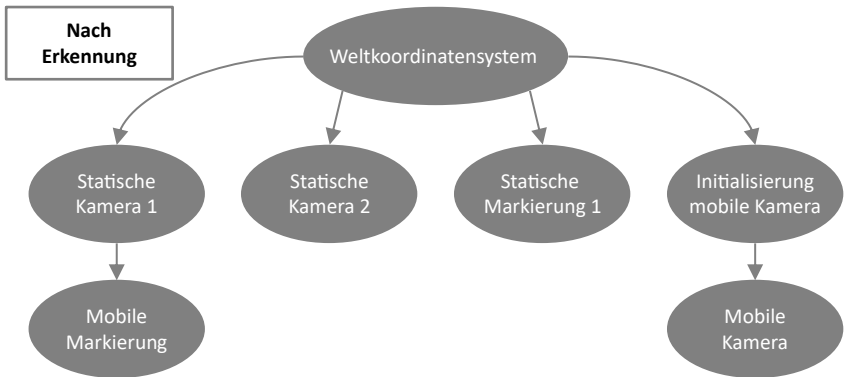 Nach
Erkennung
Weltkoordinatensystem
Statische
Kamera 1
Statische
Kamera 2
Statische
Markierung 1
Initialisierung
mobile Kamera
Mobile
Markierung
Mobile
Kamera